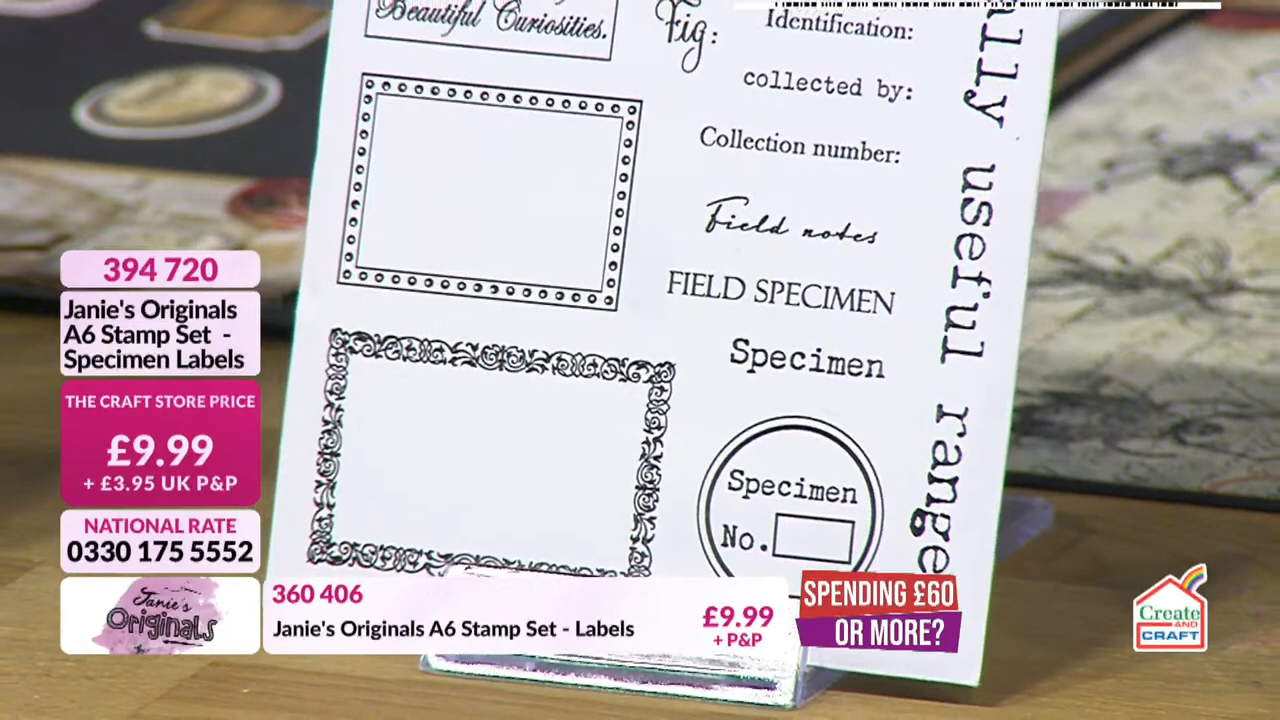 Beautiful Curiosities.
Fig:
Identification:
collected by:
Collection number:
Field notes
FIELD SPECIMEN
Specimen
Specimen
No.
useful range
394 720
Janie's Originals
A6 Stamp Set -
Specimen Labels
THE CRAFT STORE PRICE
£9.99
+ £3.95 UK P&P
NATIONAL RATE
0330 175 5552
Janie's
Originals
360 406
Janie's Originals A6 Stamp Set - Labels
£9.99
+ P&P
SPENDING £60
OR MORE?
Create
AND
CRAFT